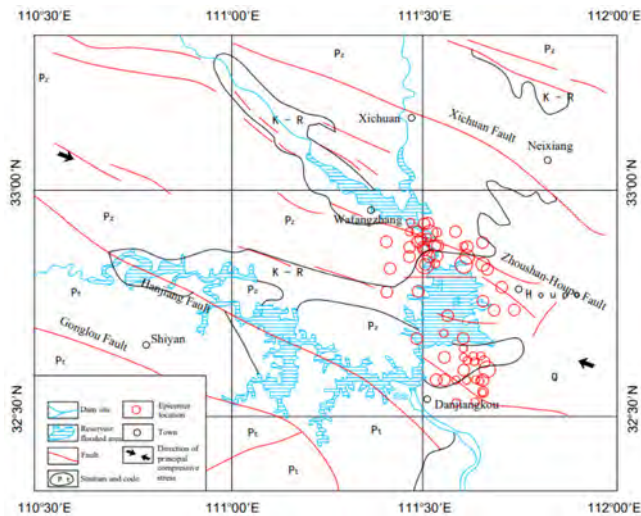 110°30'E 111°00'E 111°30'E 112°00'E
Pz
Pz
Pz
K - R
K - R
Xichuan
Xichuan Fault
Neixiang
33°00'N
33°00'N
Wafangzhang
Pz
Zhoushan-Houpo Fault
Houpo
K - R
Pz
Hanjiang Fault
Pt
Pz
Gonglou Fault
Shiyan
Pt
Q
Danjiangkou
32°30'N
32°30'N
Dam site
Epicenter
location
Reservoir
flooded area
Town
Fault
Direction of
principal
compressive
stress
Pt
Stratum and code
Pt
Pt
Pt
110°30'E 111°00'E 111°30'E 112°00'E